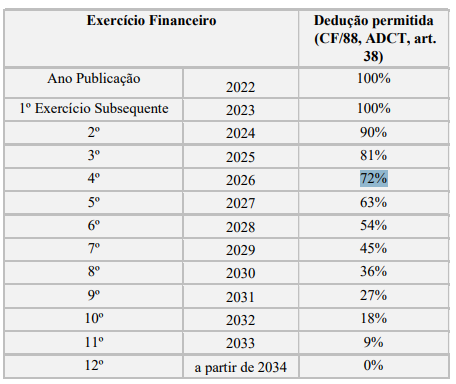 Exercício Financeiro Dedução permitida
(CF/88, ADCT, art.
38)
Ano Publicação 2022 100%
1º Exercício Subsequente 2023 100%
2º 2024 90%
3º 2025 81%
4º 2026 72%
5º 2027 63%
6º 2028 54%
7º 2029 45%
8º 2030 36%
9º 2031 27%
10º 2032 18%
11º 2033 9%
12º a partir de 2034 0%